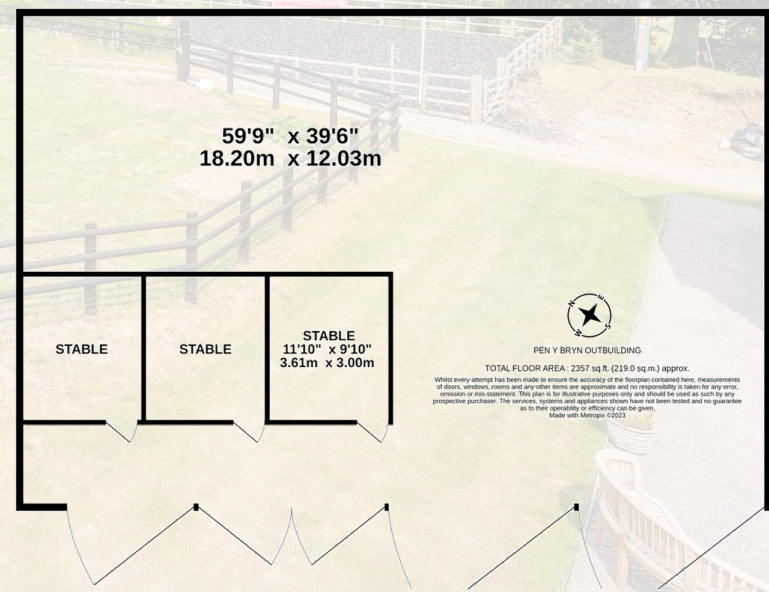 59'9" x 39'6"
18.20m x 12.03m
STABLE
STABLE
STABLE
11'10" x 9'10"
3.61m x 3.00m
N
E
S
W
PEN Y BRYN OUTBUILDING
TOTAL FLOOR AREA : 2357 sq.ft. (219.0 sq.m.) approx.
Whilst every attempt has been made to ensure the accuracy of the floorplan contained here, measurements
of doors, windows, rooms and any other items are approximate and no responsibility is taken for any error,
omission or mis-statement. This plan is for illustrative purposes only and should be used as such by any
prospective purchaser. The services, systems and appliances shown have not been tested and no guarantee
as to their operability or efficiency can be given.
Made with Metropix ©2023